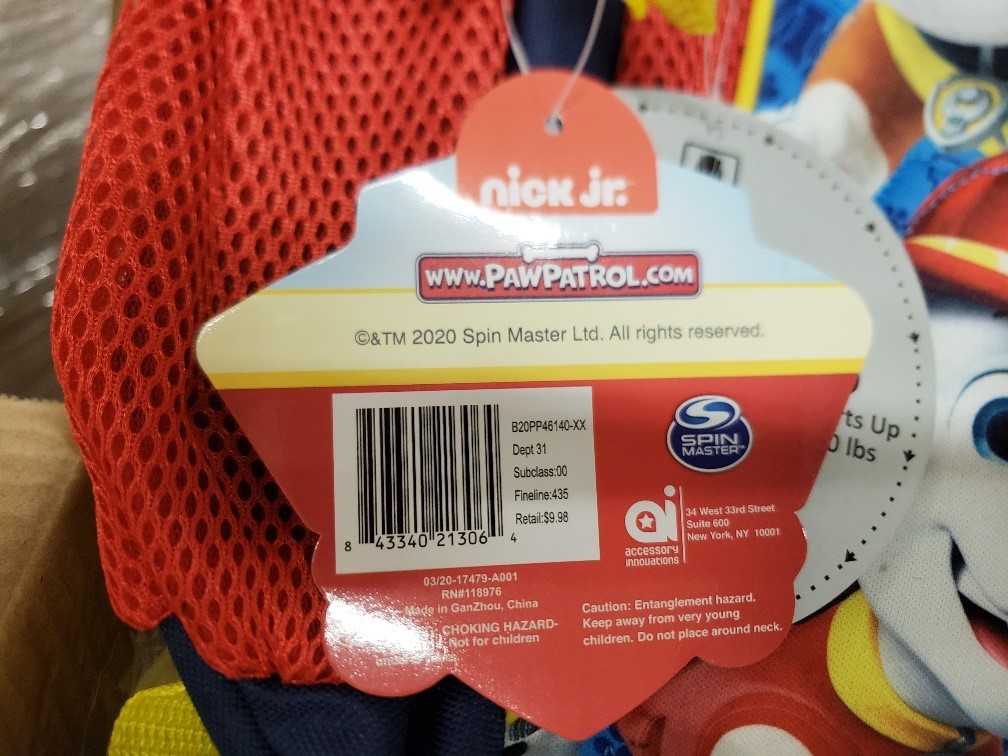 nick jr.™
www.PAWPATROL.COM
©&TM 2020 Spin Master Ltd. All rights reserved.
B20PP46140-XX
Dept 31
Subclass:00
Fineline:435
Retail:$9.98
8 43340 21306 4
SPIN
MASTER™
ai
accessory
innovations
34 West 33rd Street
Suite 600
New York, NY 10001
03/20-17479-A001
RN#118976
Made in GanZhou, China
CHOKING HAZARD-
Not for children
Caution: Entanglement hazard.
Keep away from very young
children. Do not place around neck.
rts Up
0 lbs